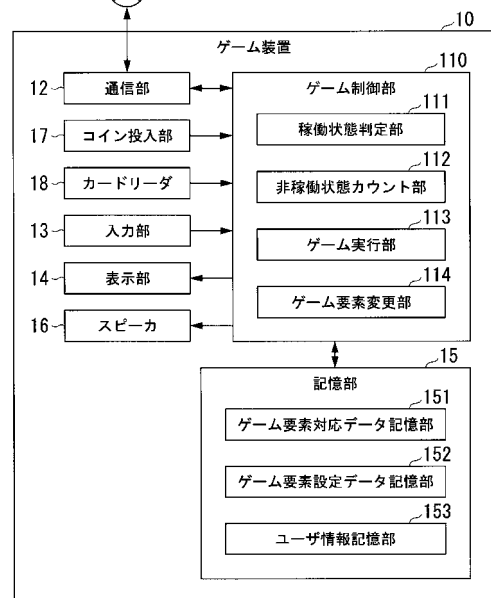 10
ゲーム装置
110
12
通信部
ゲーム制御部
111
稼働状態判定部
17
コイン投入部
112
非稼働状態カウント部
18
カードリーダ
113
ゲーム実行部
13
入力部
114
ゲーム要素変更部
14
表示部
16
スピーカ
15
記憶部
151
ゲーム要素対応データ記憶部
152
ゲーム要素設定データ記憶部
153
ユーザ情報記憶部